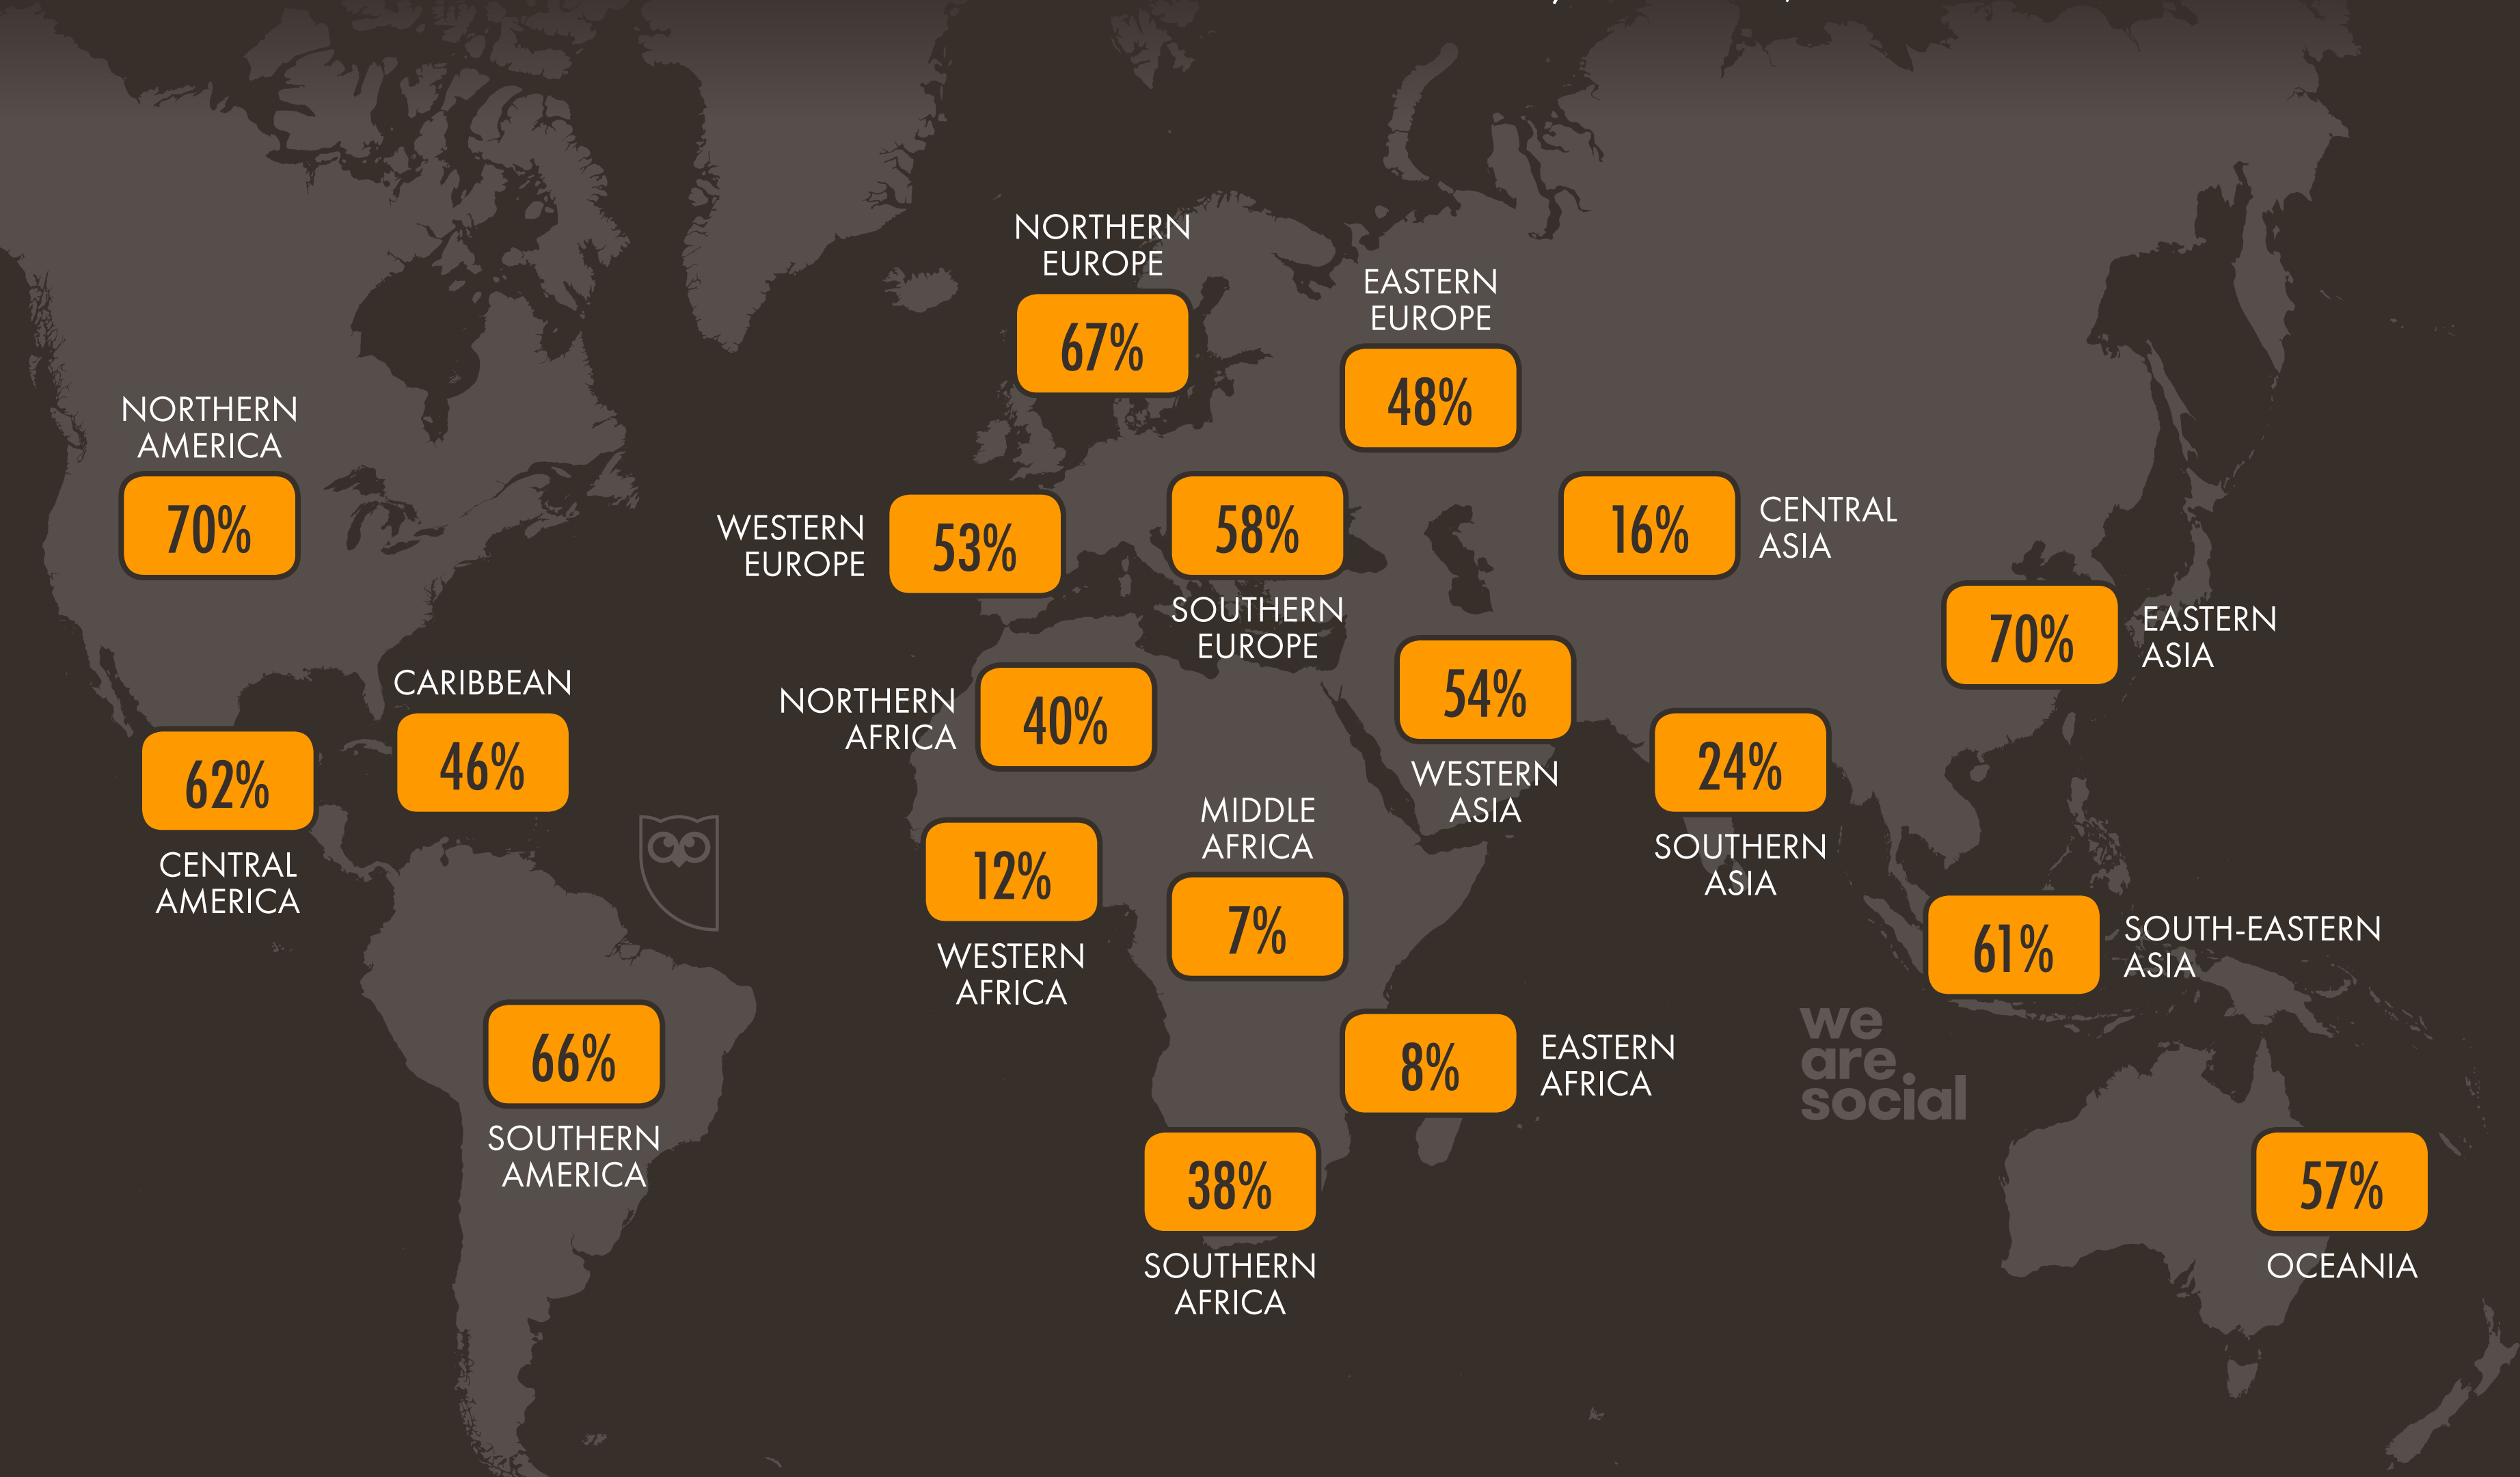 NORTHERN
EUROPE
67%
EASTERN
EUROPE
48%
NORTHERN
AMERICA
70%
WESTERN
EUROPE
53%
58%
SOUTHERN
EUROPE
16%
CENTRAL
ASIA
70%
EASTERN
ASIA
CARIBBEAN
46%
62%
CENTRAL
AMERICA
NORTHERN
AFRICA
40%
54%
WESTERN
ASIA
24%
SOUTHERN
ASIA
12%
WESTERN
AFRICA
MIDDLE
AFRICA
7%
61%
SOUTH-EASTERN
ASIA
66%
SOUTHERN
AMERICA
8%
EASTERN
AFRICA
we
are
social
38%
SOUTHERN
AFRICA
57%
OCEANIA